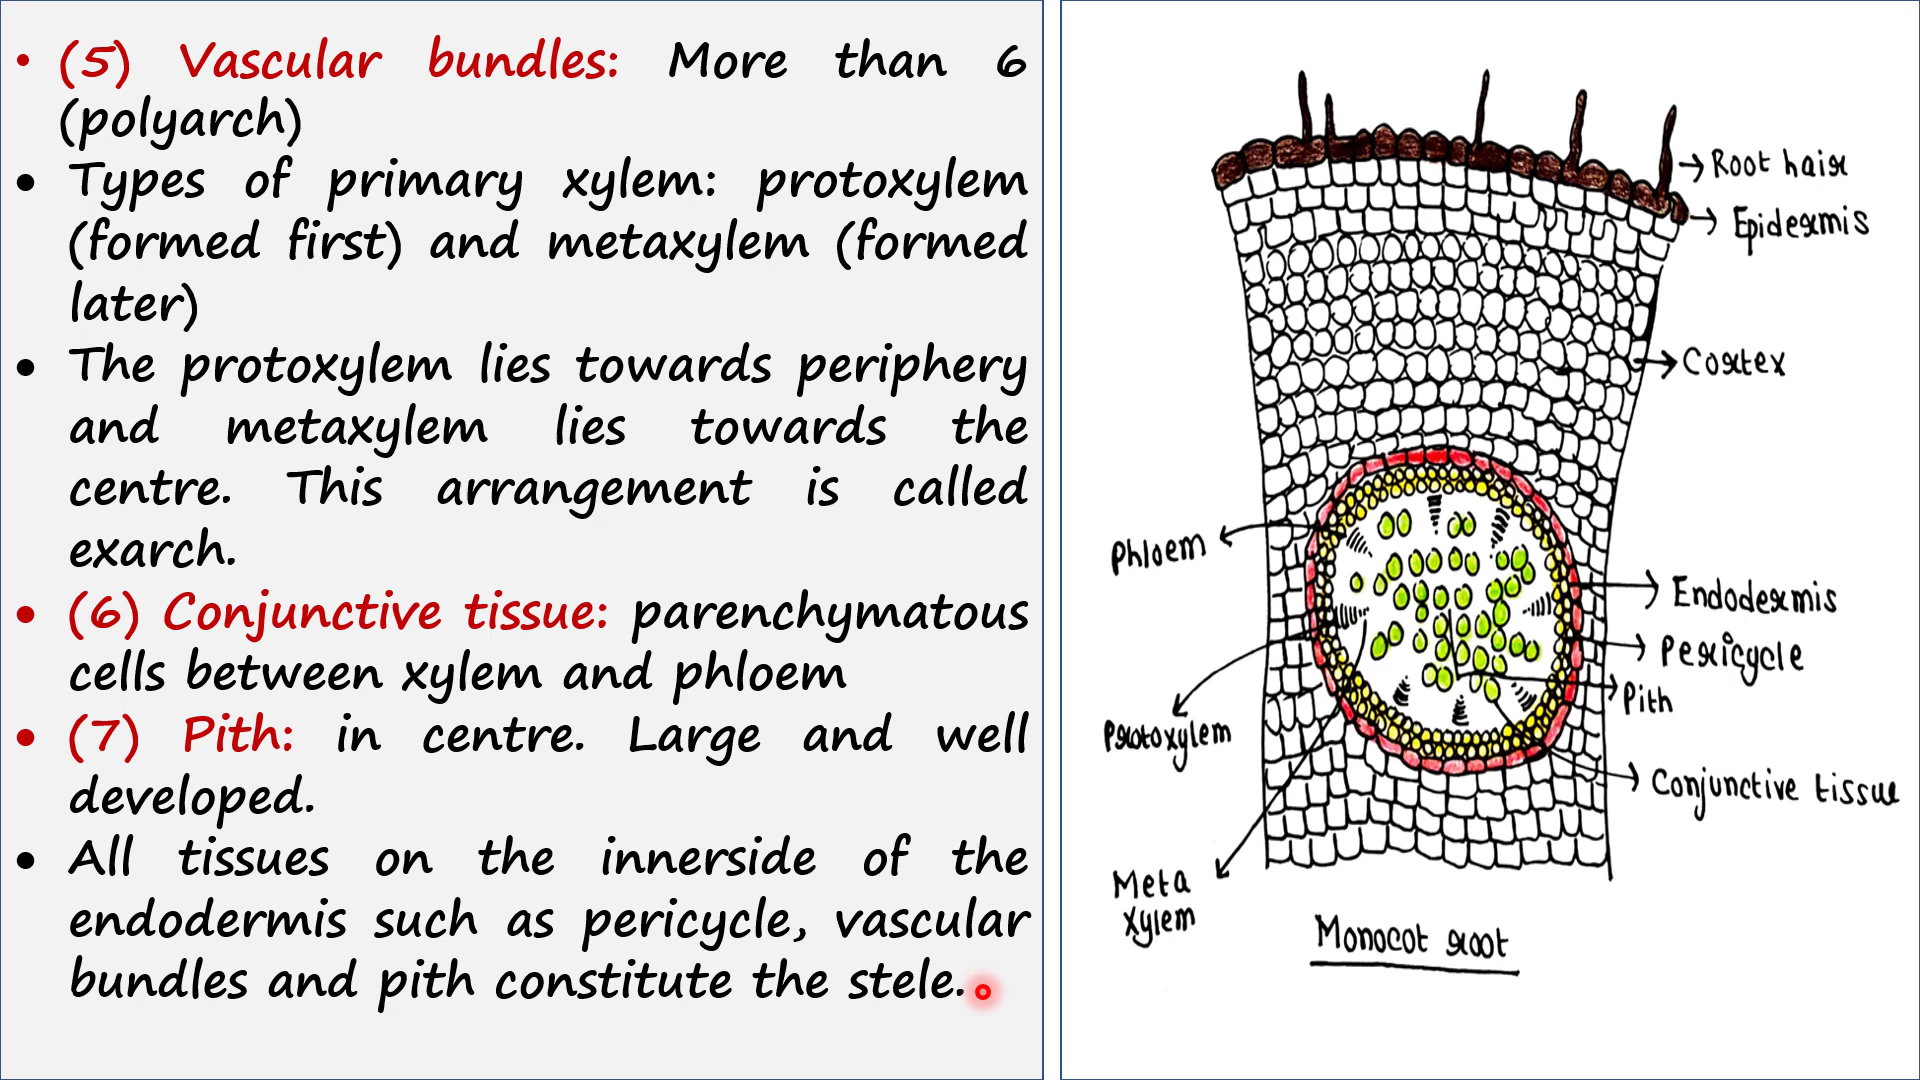 • (5) Vascular bundles: More than 6
(polyarch)
• Types of primary xylem: protoxylem
(formed first) and metaxylem (formed
later)
• The protoxylem lies towards periphery
and metaxylem lies towards the
centre. This arrangement is called
exarch.
• (6) Conjunctive tissue: parenchymatous
cells between xylem and phloem
• (7) Pith: in centre. Large and well
developed.
• All tissues on the innerside of the
endodermis such as pericycle, vascular
bundles and pith constitute the stele.
Root hair
Epidermis
Cortex
Phloem
Endodermis
Pericycle
Pith
Protoxylem
Conjunctive tissue
Meta
xylem
Monocot root